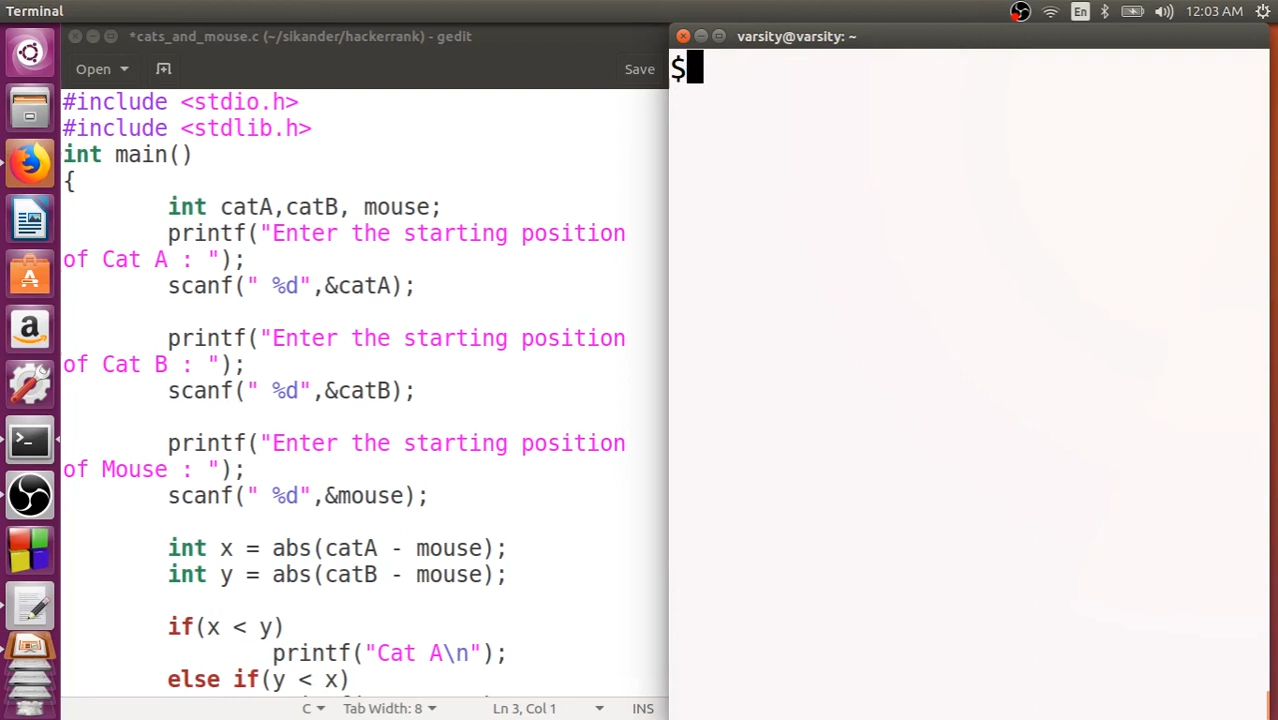 Terminal
En
12:03 AM
*cats_and_mouse.c (~/sikander/hackerrank) - gedit
Open
Save
#include <stdio.h>
#include <stdlib.h>
int main()
{
int catA,catB, mouse;
printf("Enter the starting position
of Cat A : ");
scanf(" %d",&catA);
printf("Enter the starting position
of Cat B : ");
scanf(" %d",&catB);
printf("Enter the starting position
of Mouse : ");
scanf(" %d",&mouse);
int x = abs(catA - mouse);
int y = abs(catB - mouse);
if(x < y)
printf("Cat A\n");
else if(y < x)
C
Tab Width: 8
Ln 3, Col 1
INS
varsity@varsity: ~
$